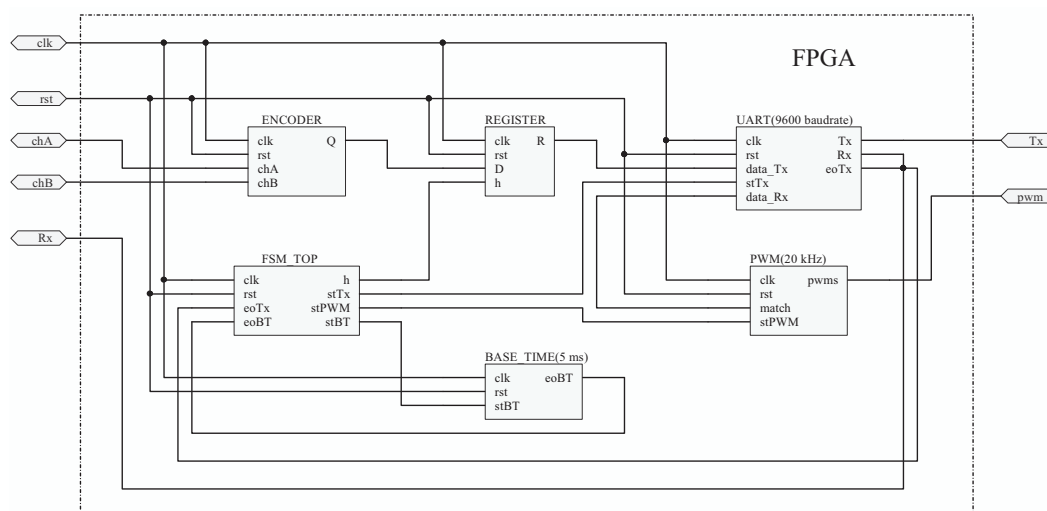 FPGA
clk
rst
chA
chB
Rx
Tx
pwm
ENCODER
clk Q
rst
chA
chB
REGISTER
clk R
rst
D
h
UART(9600 baudrate)
clk Tx
rst Rx
data_Tx eoTx
stTx
data_Rx
FSM_TOP
clk h
rst stTx
eoTx stPWM
eoBT stBT
PWM(20 kHz)
clk pwms
rst
match
stPWM
BASE_TIME(5 ms)
clk eoBT
rst
stBT